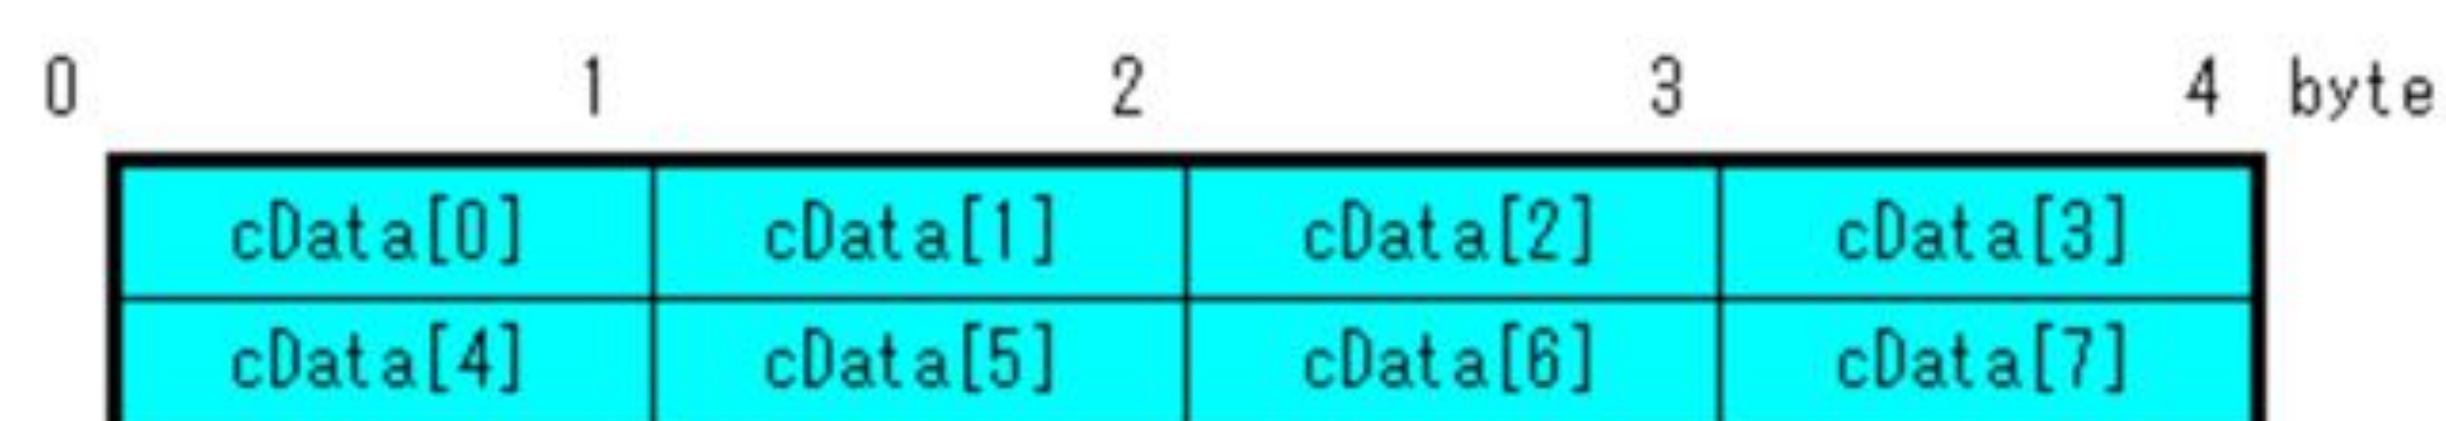 0 1 2 3 4 byte
cData[0] cData[1] cData[2] cData[3]
cData[4] cData[5] cData[6] cData[7]